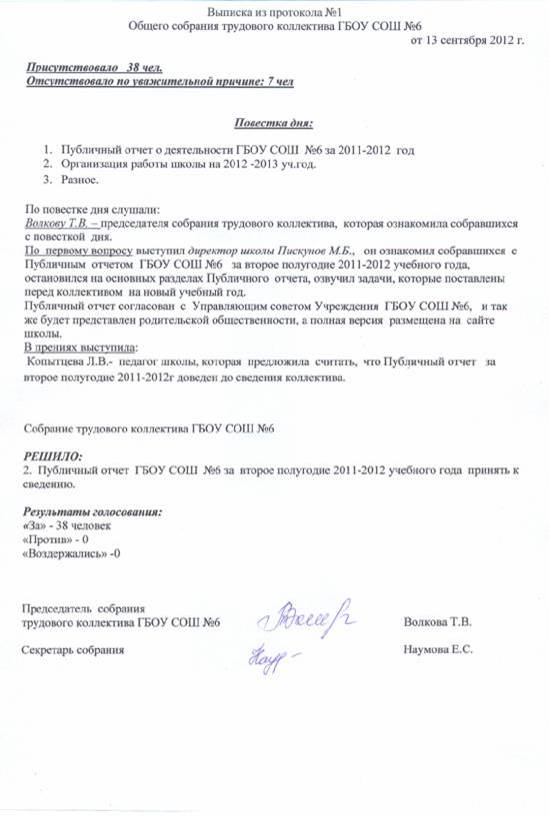 Выписка из протокола №1
Общего собрания трудового коллектива ГБОУ СОШ №6
от 13 сентября 2012 г.
Присутствовало 38 чел.
Отсутствовало по уважительной причине: 7 чел
Повестка дня:
1. Публичный отчет о деятельности ГБОУ СОШ №6 за 2011-2012 год
2. Организация работы школы на 2012 -2013 уч.год.
3. Разное.
По повестке дня слушали:
Волкову Т.В. – председателя собрания трудового коллектива, которая ознакомила собравшихся
с повесткой дня.
По первому вопросу выступил директор школы Пискунов М.Б., он ознакомил собравшихся с
Публичным отчетом ГБОУ СОШ №6 за второе полугодие 2011-2012 учебного года,
остановился на основных разделах Публичного отчета, озвучил задачи, которые поставлены
перед коллективом на новый учебный год.
Публичный отчет согласован с Управляющим советом Учреждения ГБОУ СОШ №6, и так
же будет представлен родительской общественности, а полная версия размещена на сайте
школы.
В прениях выступила:
Копытцева Л.В.- педагог школы, которая предложила считать, что Публичный отчет за
второе полугодие 2011-2012г доведен до сведения коллектива.
Собрание трудового коллектива ГБОУ СОШ №6
РЕШИЛО:
2. Публичный отчет ГБОУ СОШ №6 за второе полугодие 2011-2012 учебного года принять к
сведению.
Результаты голосования:
«За» - 38 человек
«Против» - 0
«Воздержались» -0
Председатель собрания
трудового коллектива ГБОУ СОШ №6 Волкова Т.В.
Секретарь собрания Наумова Е.С.